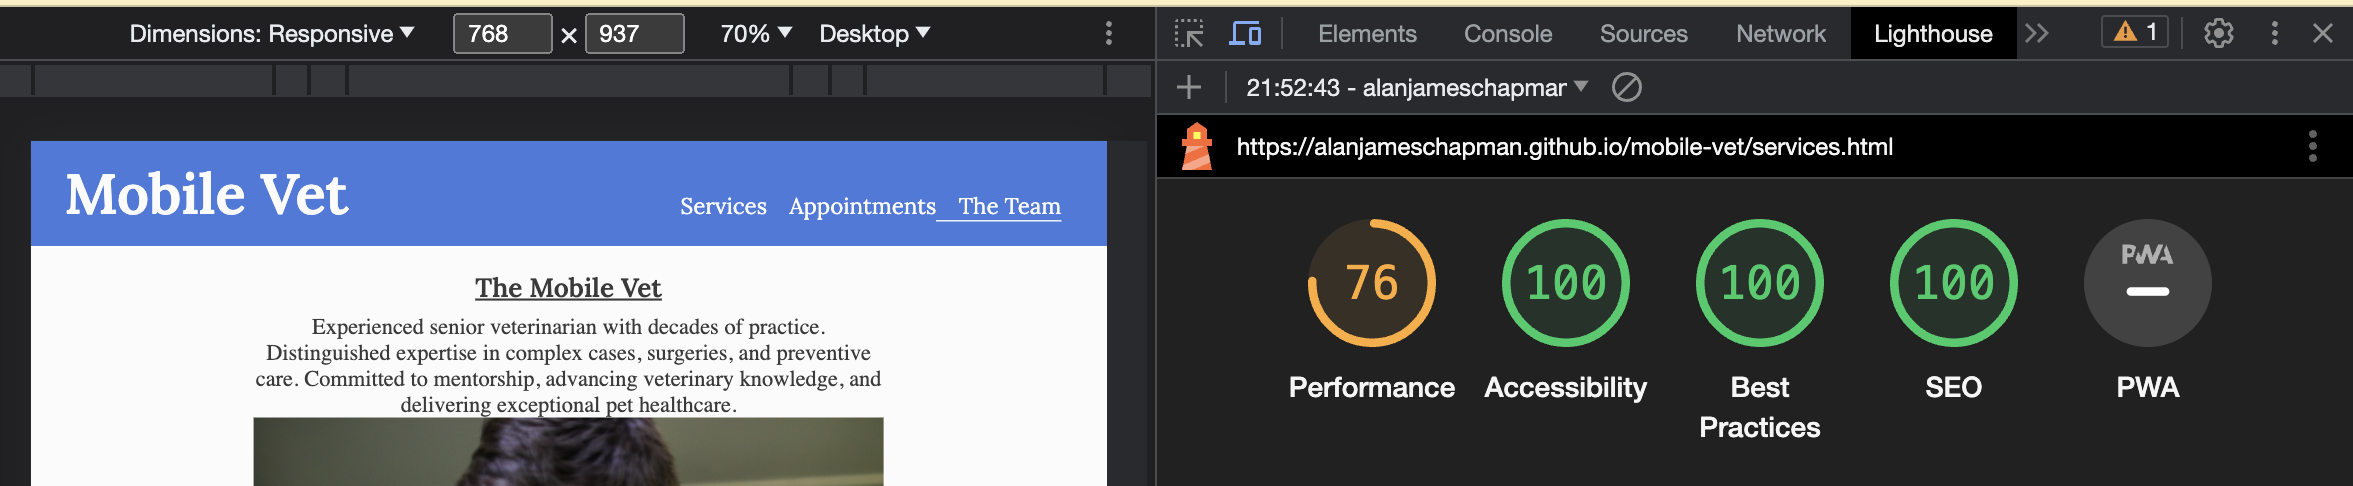 Dimensions: Responsive 768 × 937 70% Desktop
Elements Console Sources Network Lighthouse 1
21:52:43 - alanjameschapmar
https://alanjameschapman.github.io/mobile-vet/services.html
Mobile Vet
Services Appointments The Team
The Mobile Vet
Experienced senior veterinarian with decades of practice.
Distinguished expertise in complex cases, surgeries, and preventive
care. Committed to mentorship, advancing veterinary knowledge, and
delivering exceptional pet healthcare.
76 100 100 100 PWA
Performance Accessibility Best SEO PWA
Practices